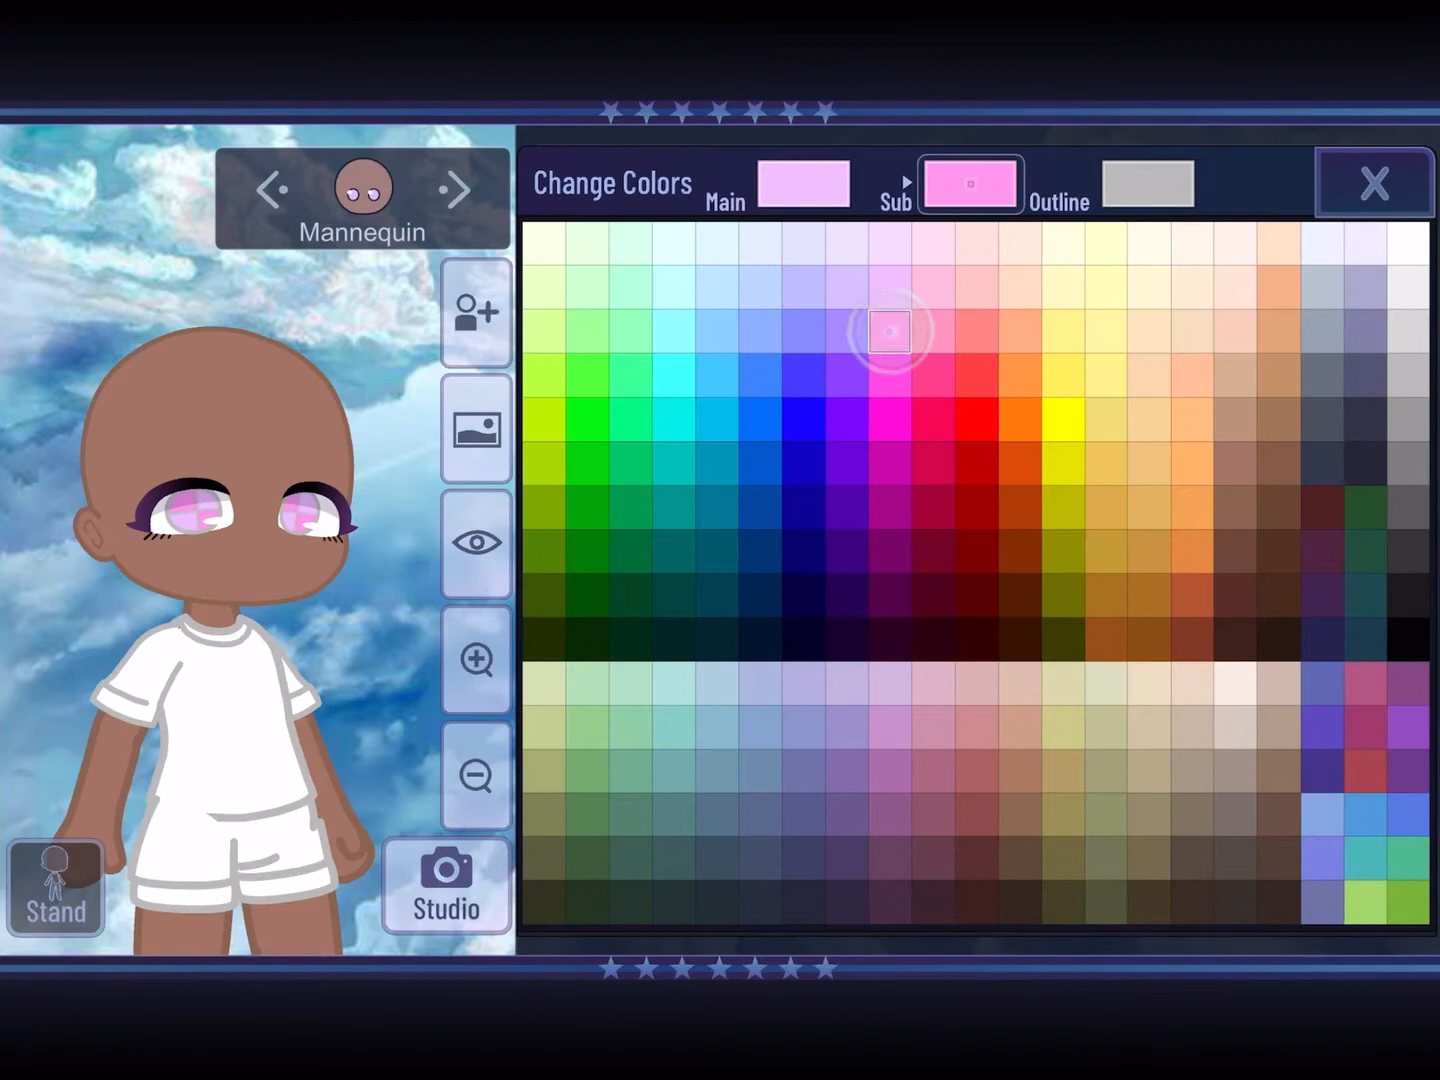 Mannequin
Change Colors
Main
Sub
Outline
X
Stand
Studio